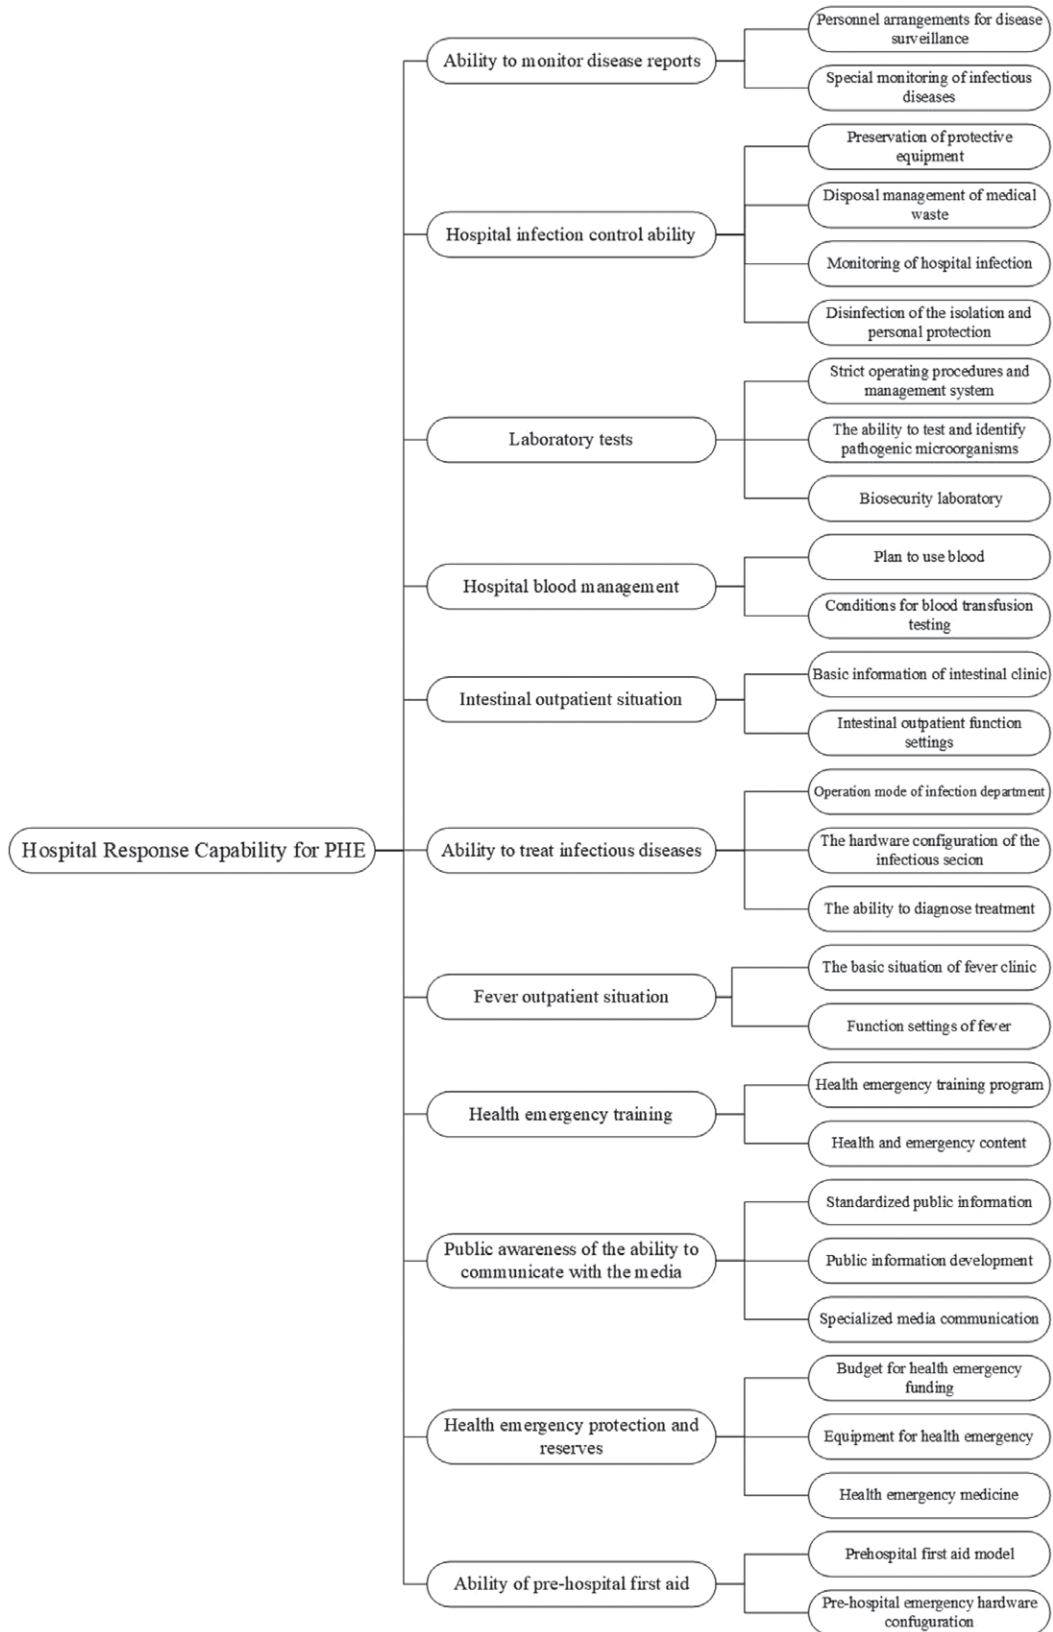 Hospital Response Capability for PHE
Ability to monitor disease reports
Personnel arrangements for disease
surveillance
Special monitoring of infectious
diseases
Hospital infection control ability
Preservation of protective
equipment
Disposal management of medical
waste
Monitoring of hospital infection
Disinfection of the isolation and
personal protection
Laboratory tests
Strict operating procedures and
management system
The ability to test and identify
pathogenic microorganisms
Biosecurity laboratory
Hospital blood management
Plan to use blood
Conditions for blood transfusion
testing
Intestinal outpatient situation
Basic information of intestinal clinic
Intestinal outpatient function
settings
Ability to treat infectious diseases
Operation mode of infection department
The hardware configuration of the
infectious secion
The ability to diagnose treatment
Fever outpatient situation
The basic situation of fever clinic
Function settings of fever
Health emergency training
Health emergency training program
Health and emergency content
Public awareness of the ability to
communicate with the media
Standardized public information
Public information development
Specialized media communication
Health emergency protection and
reserves
Budget for health emergency
funding
Equipment for health emergency
Health emergency medicine
Ability of pre-hospital first aid
Prehospital first aid model
Pre-hospital emergency hardware
confuguration